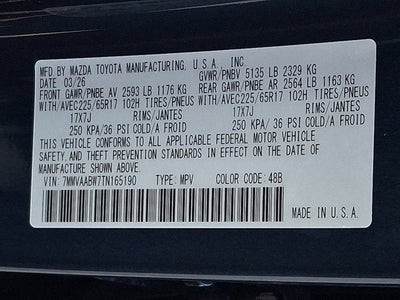 MFD BY MAZDA TOYOTA MANUFACTURING, U.S.A., INC.
DATE 03/26 GVWR/PNBV 5135 LB 2329 KG
FRONT GAWR/PNBE AV 2593 LB 1176 KG REAR GAWR/PNBE AR 2564 LB 1163 KG
WITH/AVEC225/65R17 102H TIRES/PNEUS WITH/AVEC225/65R17 102H TIRES/PNEUS
17X7J RIMS/JANTES 17X7J RIMS/JANTES
250 KPA/36 PSI COLD/A FROID 250 KPA/36 PSI COLD/A FROID
THIS VEHICLE CONFORMS TO ALL APPLICABLE FEDERAL MOTOR VEHICLE
SAFETY AND THEFT PREVENTION STANDARDS IN EFFECT ON THE DATE OF
MANUFACTURE SHOWN ABOVE.
VIN:7MMVAABW7TN165190 TYPE: MPV COLOR CODE: 48B
MADE IN U.S.A.